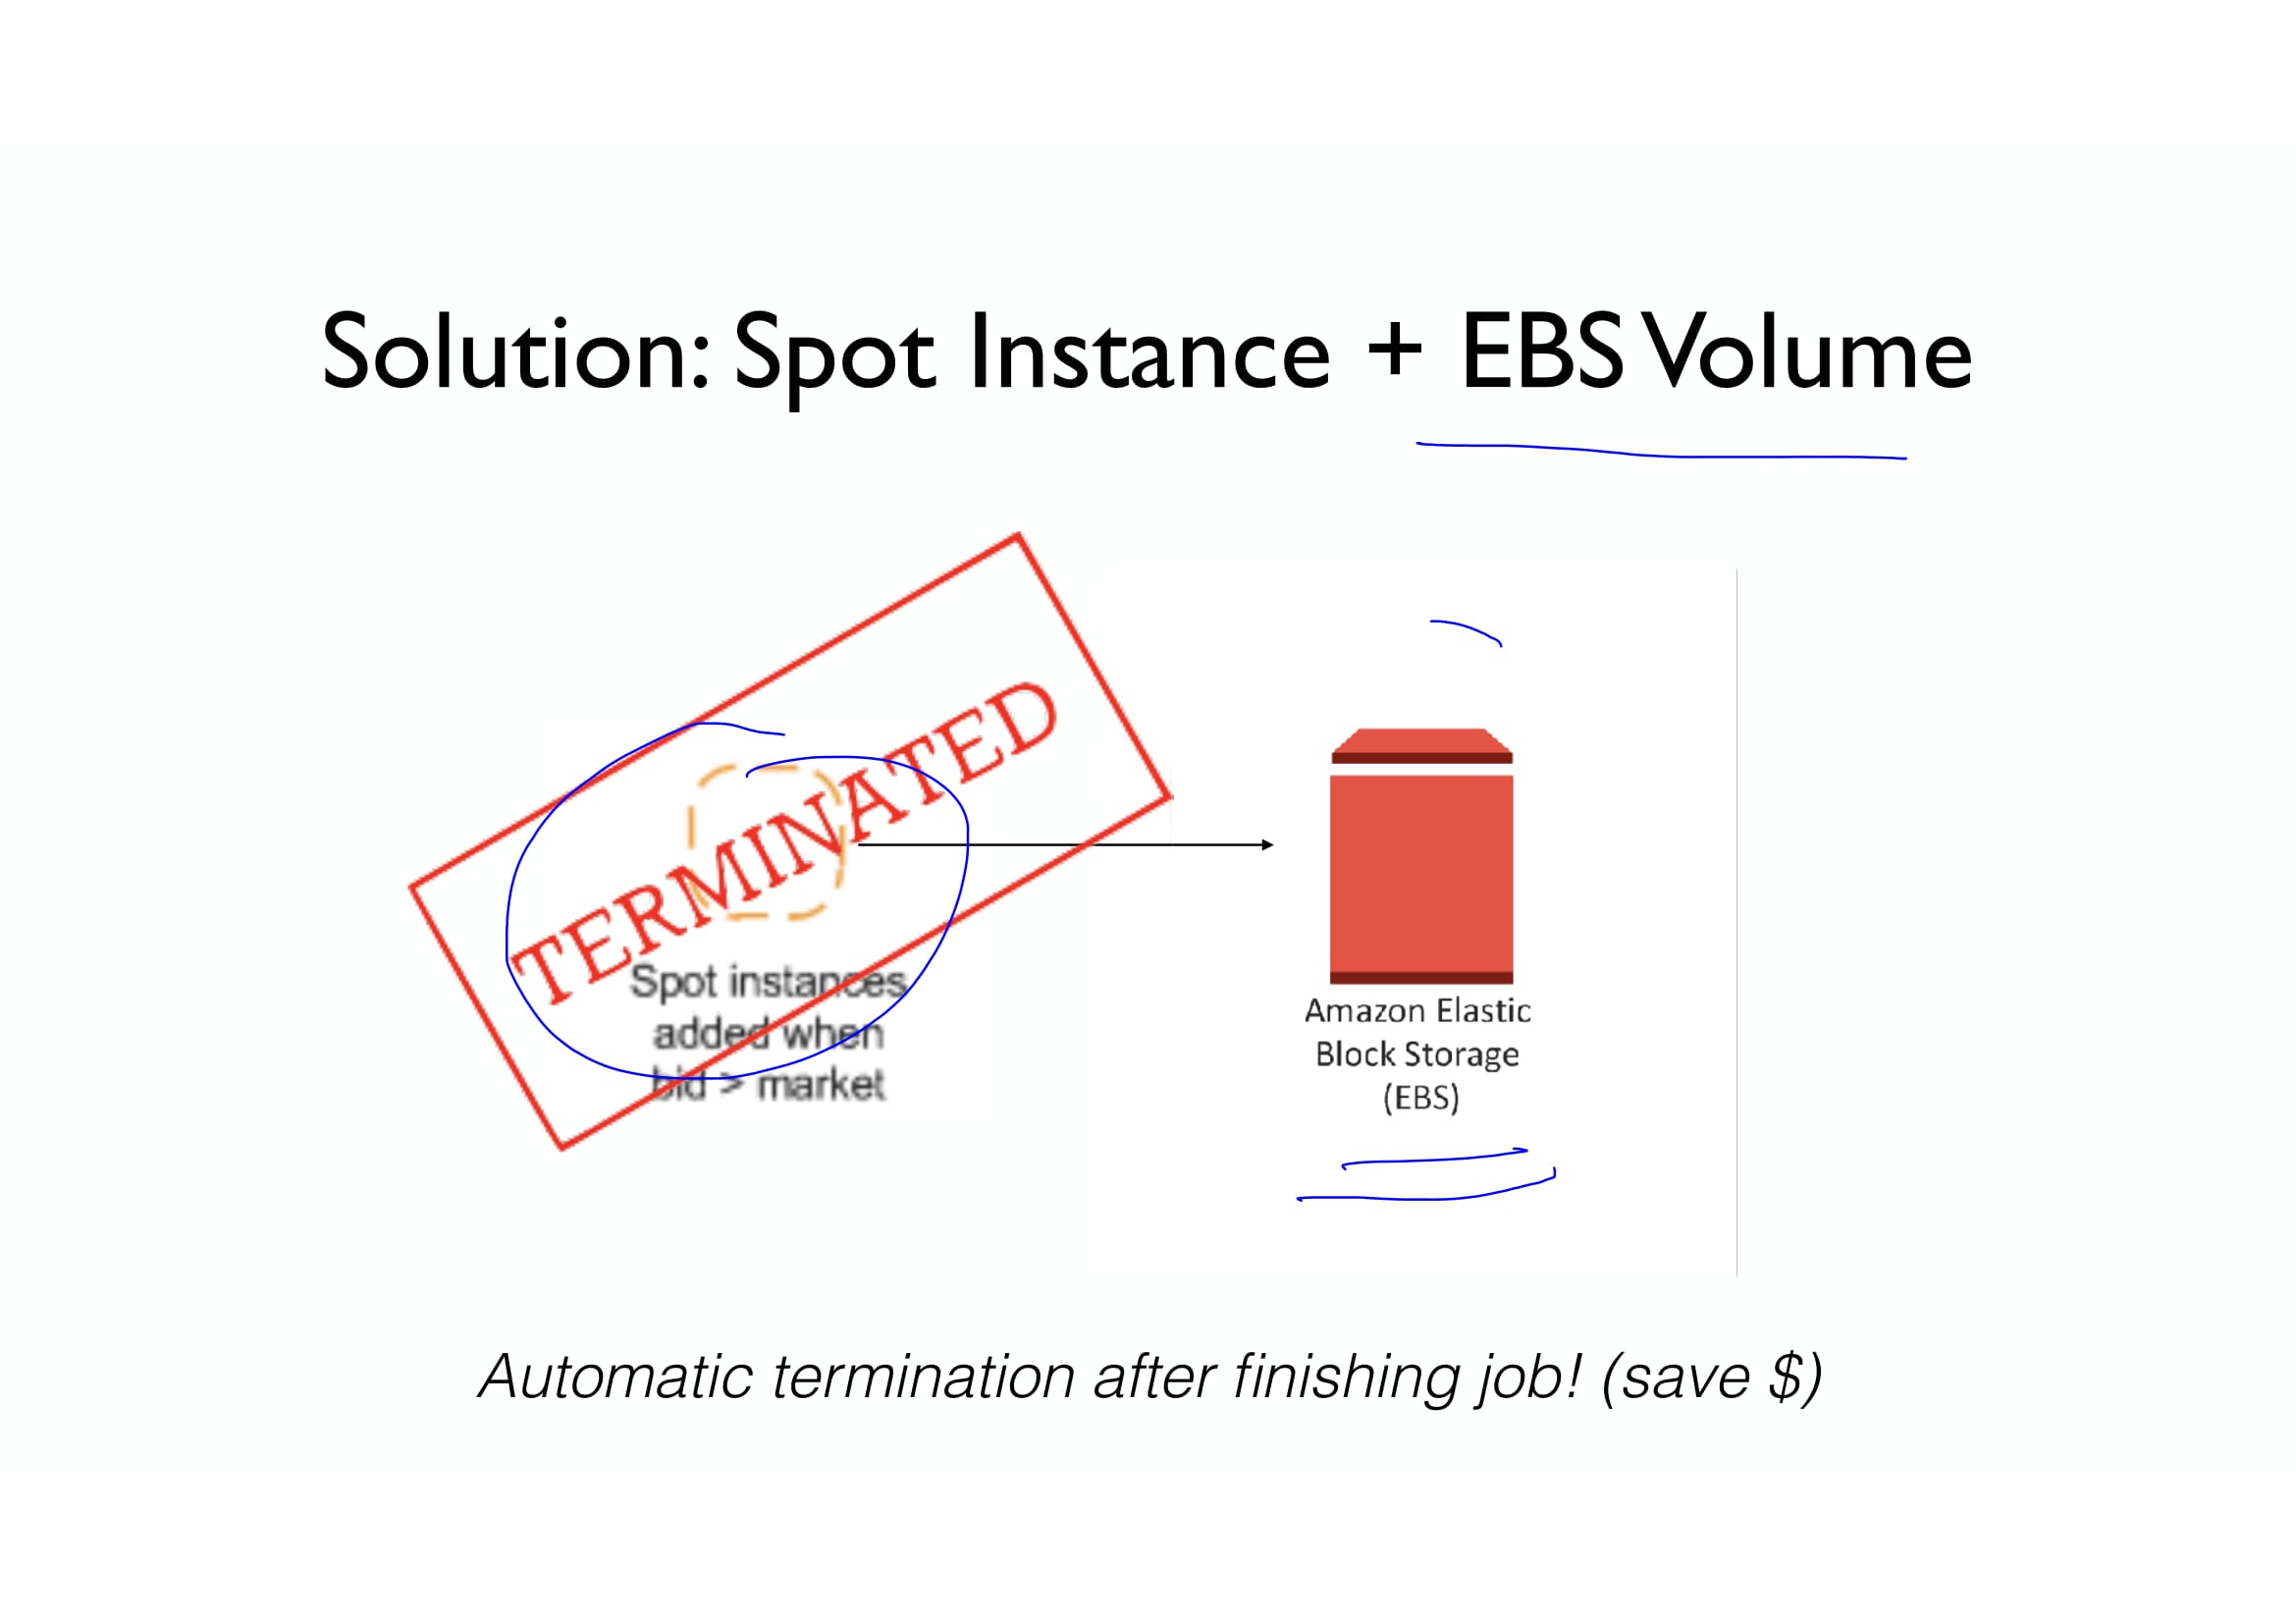 Solution: Spot Instance + EBS Volume
TERMINATED
Spot instances
added when
bid > market
Amazon Elastic
Block Storage
(EBS)
Automatic termination after finishing job! (save $)